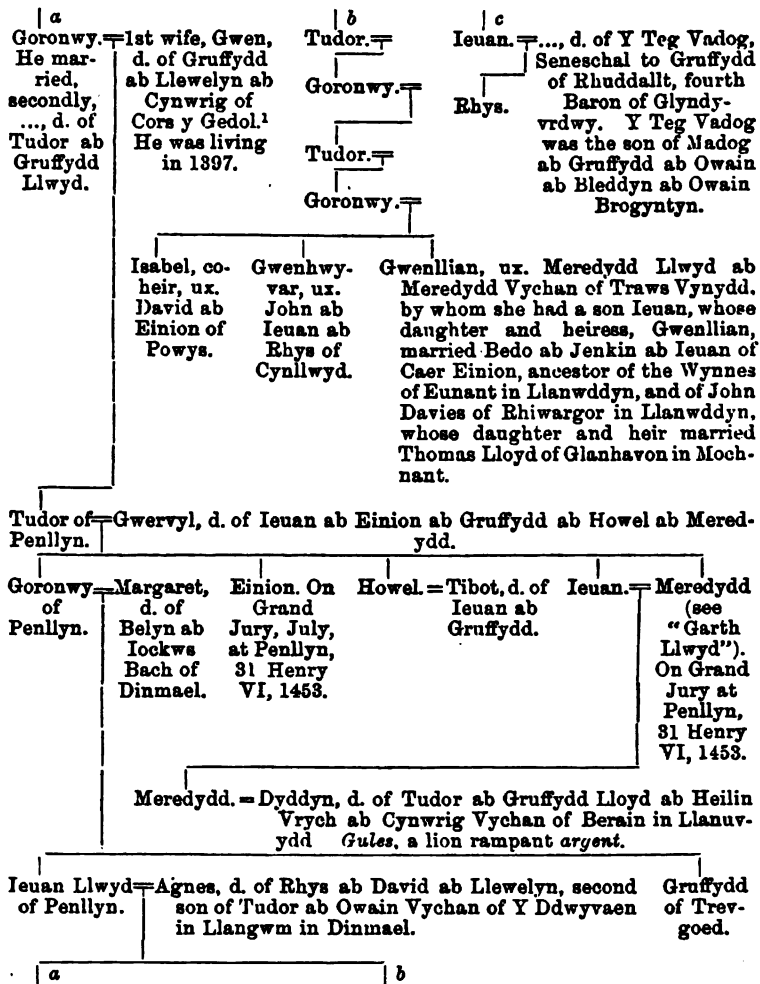 a
Goronwy. 1st wife, Gwen,
He mar-
ried,
secondly,
..., d. of
Tudor ab
Gruffydd
Llwyd.
d. of Gruffydd
ab Llewelyn ab
Cynwrig of
Cors y Gedol.¹
He was living
in 1397.
b
Tudor.
Goronwy.
Tudor.
Goronwy.
c
Ieuan. ..., d. of Y Teg Vadog,
Seneschal to Gruffydd
of Rhuddallt, fourth
Baron of Glyndy-
vrdwy. Y Teg Vadog
was the son of Madog
ab Gruffydd ab Owain
ab Bleddyn ab Owain
Brogyntyn.
Rhys.
Isabel, co-
heir, ux.
David ab
Einion of
Powys.
Gwenhwy-
var, ux.
John ab
Ieuan ab
Rhys of
Cynllwyd.
Gwenllian, ux. Meredydd Llwyd ab
Meredydd Vychan of Traws Vynydd,
by whom she had a son Ieuan, whose
daughter and heiress, Gwenllian,
married Bedo ab Jenkin ab Ieuan of
Caer Einion, ancestor of the Wynnes
of Eunant in Llanwddyn, and of John
Davies of Rhiwargor in Llanwddyn,
whose daughter and heir married
Thomas Lloyd of Glanhavon in Moch-
nant.
Tudor of Gwervyl, d. of Ieuan ab Einion ab Gruffydd ab Howel ab Mered-
Penllyn. ydd.
Goronwy
of
Penllyn.
Margaret,
d. of
Belyn ab
Iockws
Bach of
Dinmael.
Einion. On
Grand
Jury, July,
at Penllyn,
31 Henry
VI, 1453.
Howel. = Tibot, d. of
Ieuan ab
Gruffydd.
Ieuan.
Meredydd
(see
"Garth
Llwyd").
On Grand
Jury at
Penllyn,
31 Henry
VI, 1453.
Meredydd. = Dyddyn, d. of Tudor ab Gruffydd Lloyd ab Heilin
Vrych ab Cynwrig Vychan of Berain in Llanuv-
ydd Gules, a lion rampant argent.
Ieuan Llwyd
of Penllyn.
Agnes, d. of Rhys ab David ab Llewelyn, second
son of Tudor ab Owain Vychan of Y Ddwyvaen
in Llangwm in Dinmael.
Gruffydd
of Trev-
goed.
a
b